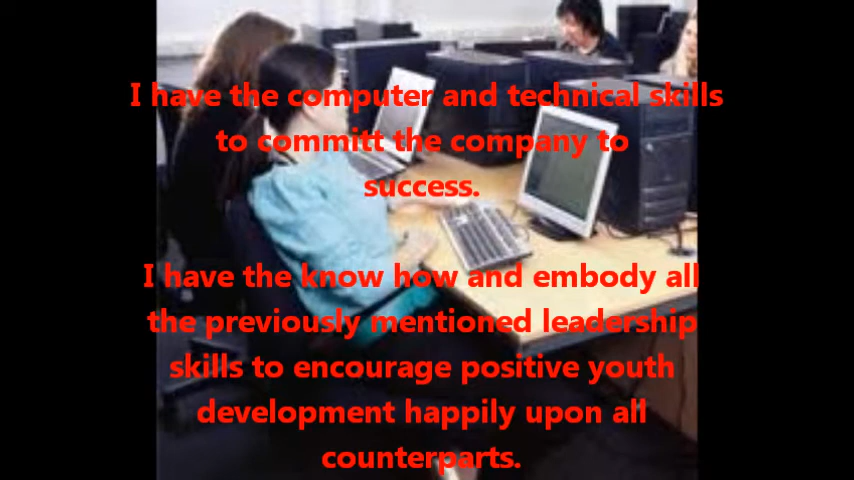 I have the computer and technical skills
to committ the company to
success.
I have the know how and embody all
the previously mentioned leadership
skills to encourage positive youth
development happily upon all
counterparts.